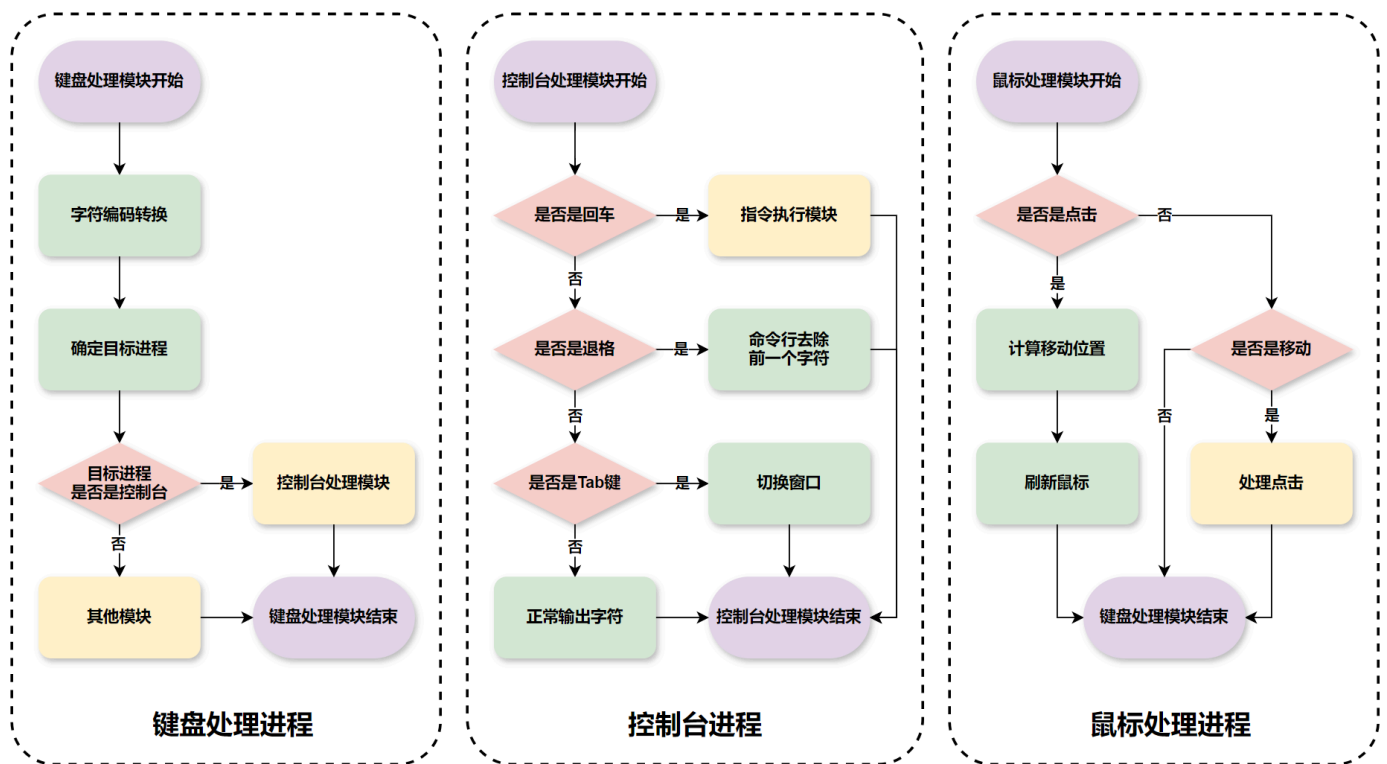 键盘处理模块开始
字符编码转换
确定目标进程
目标进程
是否是控制台
是
控制台处理模块
否
其他模块
键盘处理模块结束
键盘处理进程
控制台处理模块开始
是否是回车
是
指令执行模块
否
是否是退格
是
命令行去除
前一个字符
否
是否是Tab键
是
切换窗口
否
正常输出字符
控制台处理模块结束
控制台进程
鼠标处理模块开始
是否是点击
否
是
计算移动位置
是否是移动
否
是
刷新鼠标
处理点击
键盘处理模块结束
鼠标处理进程